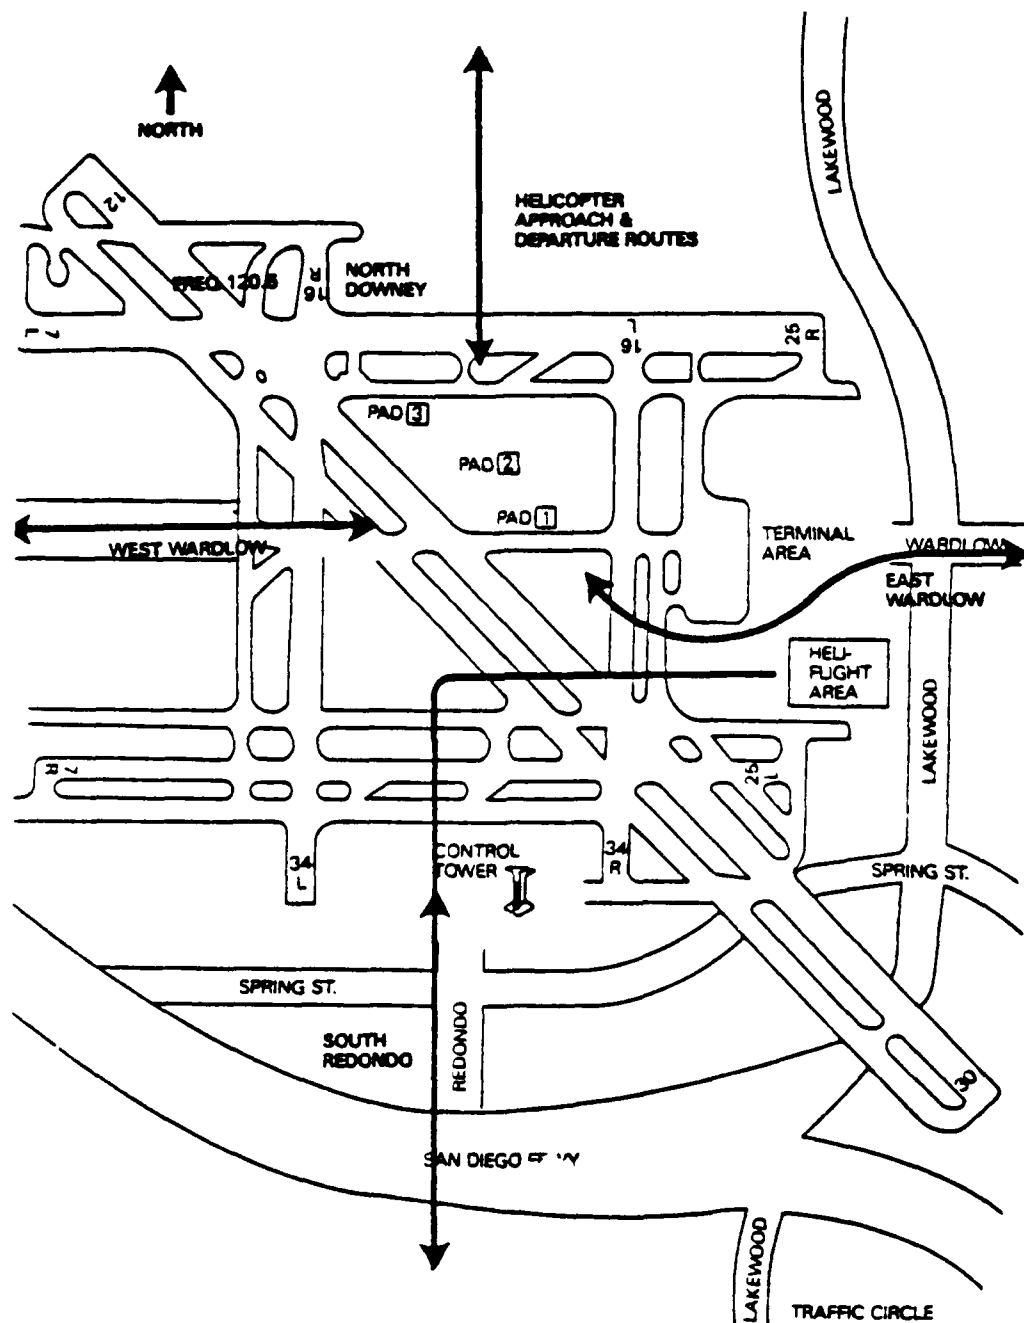 NORTH
LAKEWOOD
12
HELICOPTER
APPROACH &
DEPARTURE ROUTES
FREQ. 120.5
16
R
NORTH
DOWNEY
7
L
16
L
25
R
PAD 3
PAD 2
PAD 1
WEST WARDLOW
TERMINAL
AREA
WARDLOW
EAST
WARDLOW
HELI-
FLIGHT
AREA
LAKEWOOD
7
R
25
L
34
L
CONTROL
TOWER
34
R
SPRING ST.
SPRING ST.
SOUTH
REDONDO
REDONDO
30
SAN DIEGO
LAKEWOOD
TRAFFIC CIRCLE